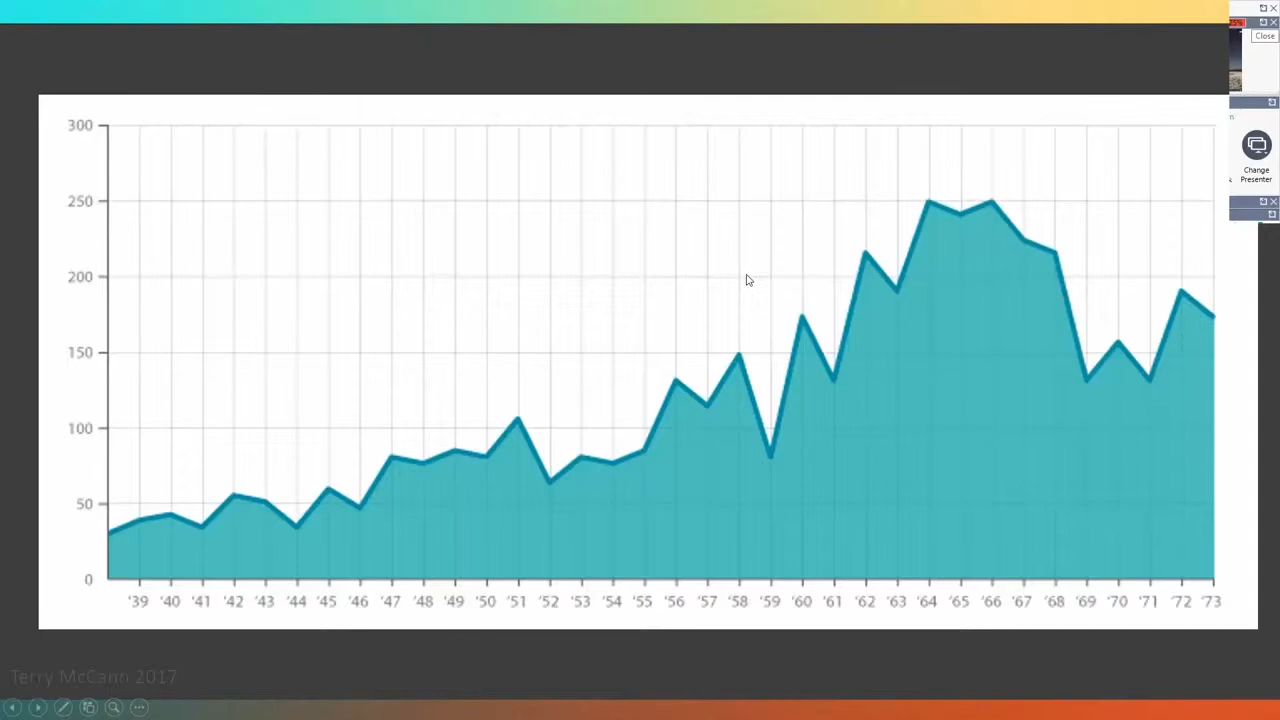 25%
Close
300
250
Change
Presenter
200
150
100
50
0
'39 '40 '41 '42 '43 '44 '45 '46 '47 '48 '49 '50 '51 '52 '53 '54 '55 '56 '57 '58 '59 '60 '61 '62 '63 '64 '65 '66 '67 '68 '69 '70 '71 '72 '73
Terry McCann 2017